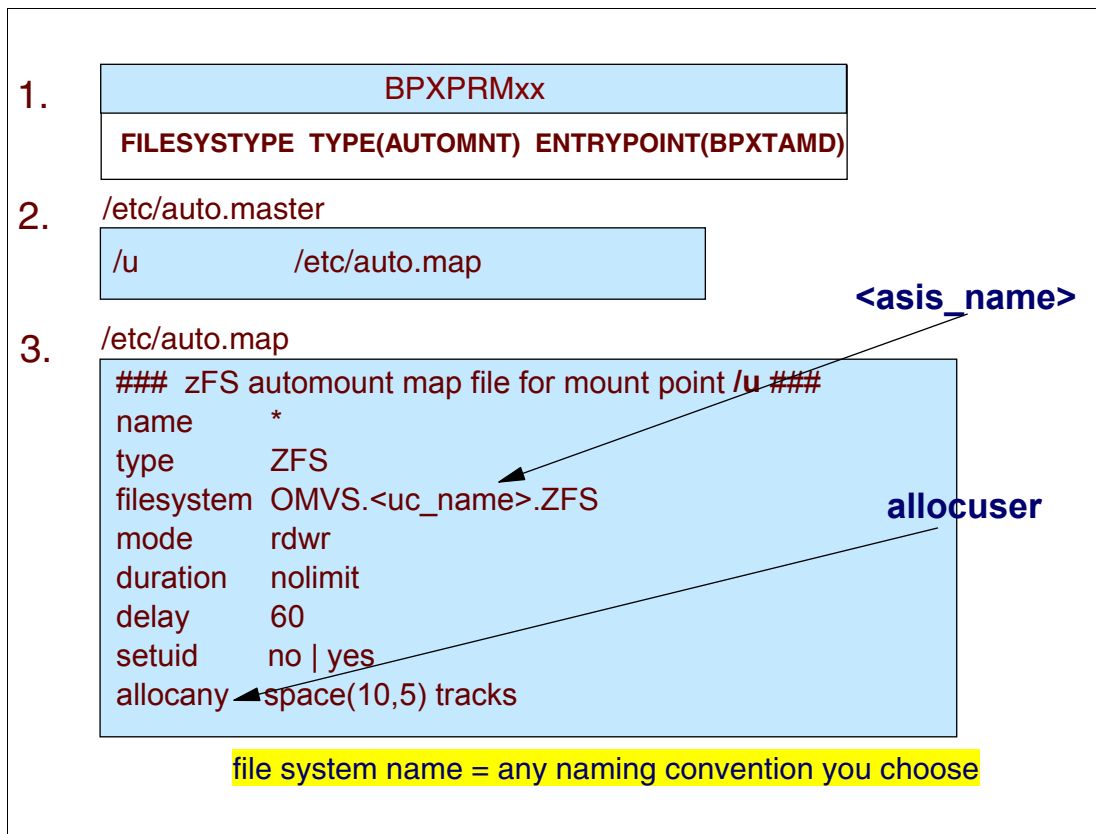 1.
BPXPRMxx
FILESYSTYPE TYPE(AUTOMNT) ENTRYPOINT(BPXTAMD)
2.
/etc/auto.master
/u /etc/auto.map
<asis_name>
3.
/etc/auto.map
### zFS automount map file for mount point /u ###
name *
type ZFS
filesystem OMVS.<uc_name>.ZFS
allocuser
mode rdwr
duration nolimit
delay 60
setuid no | yes
allocany space(10,5) tracks
file system name = any naming convention you choose